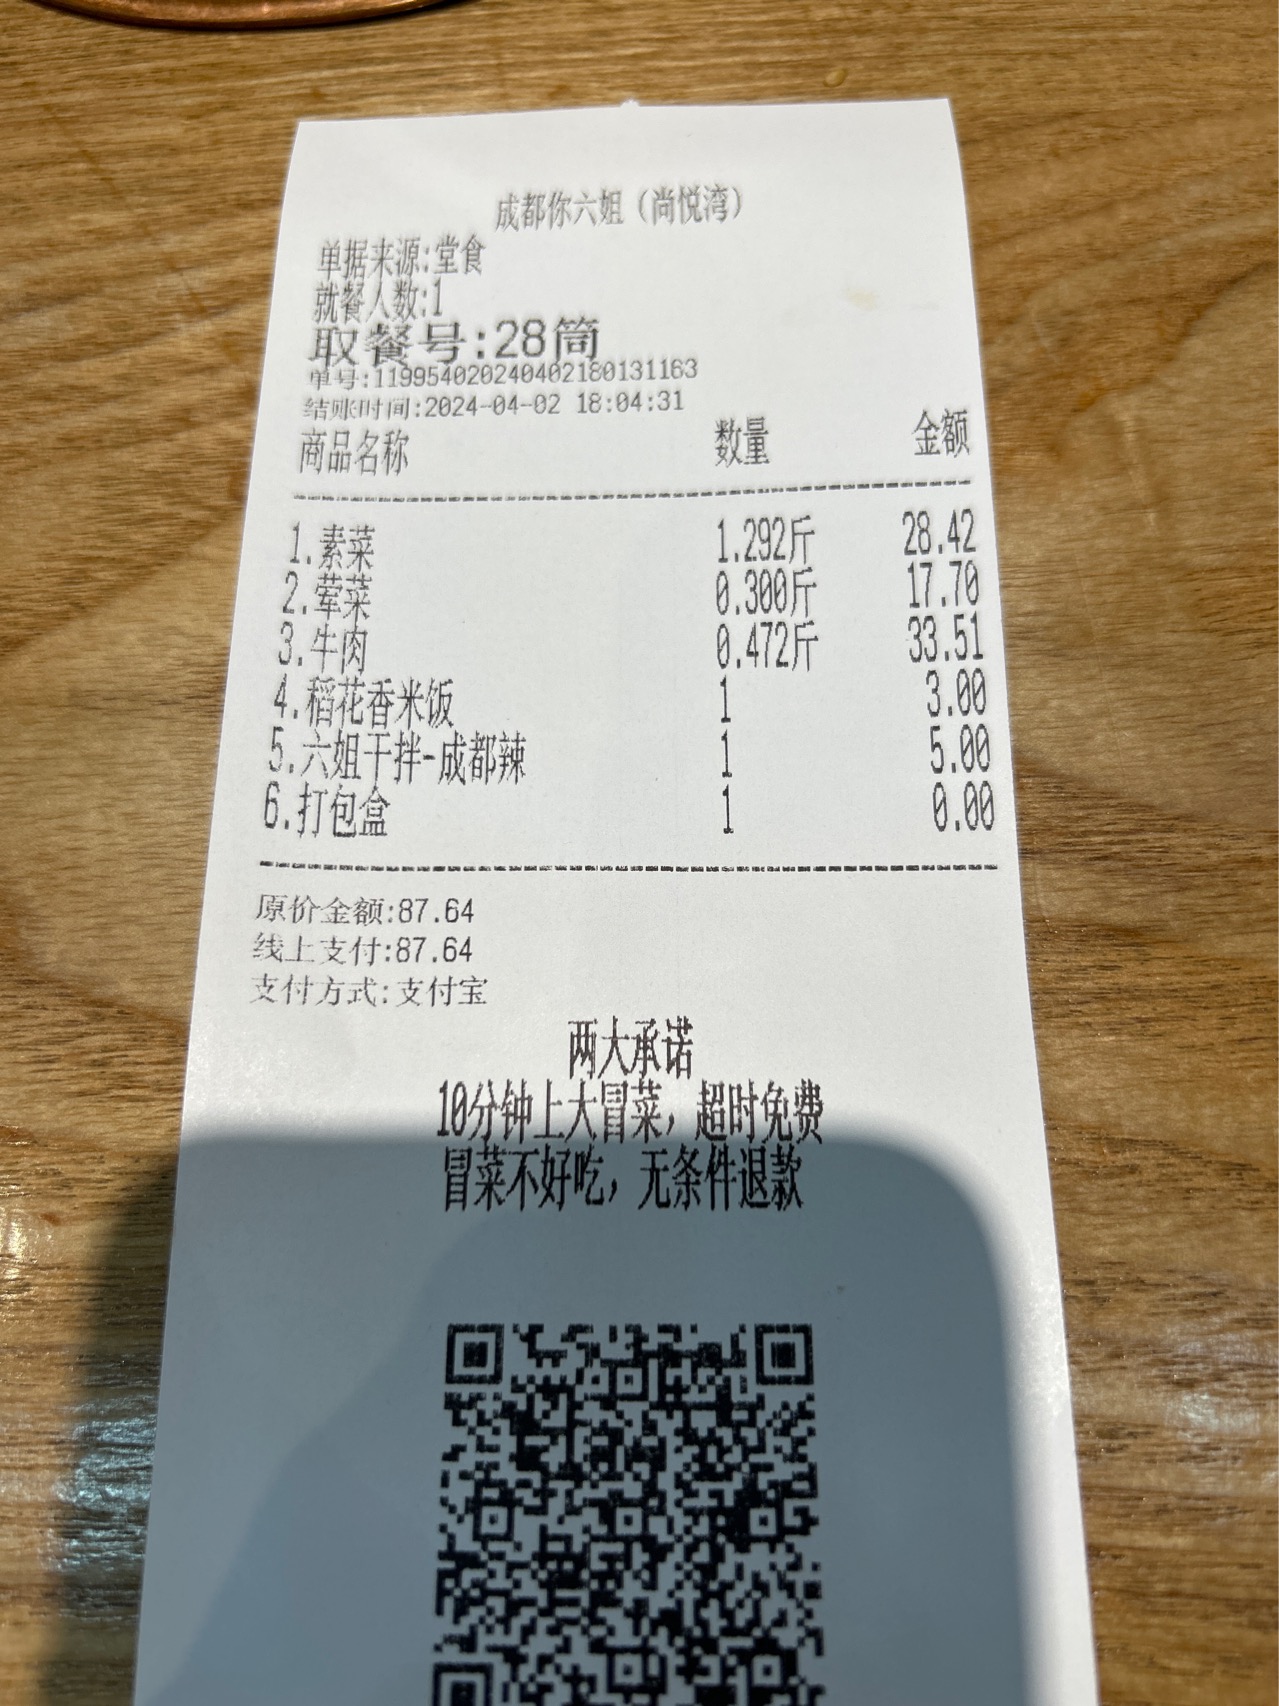 成都你六姐（尚悦湾）
单据来源:堂食
就餐人数:1
取餐号:28筒
单号:119954020240402180131163
结账时间:2024-04-02 18:04:31
商品名称 数量 金额
1.素菜 1.292斤 28.42
2.荤菜 0.300斤 17.70
3.牛肉 0.472斤 33.51
4.稻花香米饭 1 3.00
5.六姐干拌-成都辣 1 5.00
6.打包盒 1 0.00
原价金额:87.64
线上支付:87.64
支付方式:支付宝
两大承诺
10分钟上大冒菜，超时免费
冒菜不好吃，无条件退款